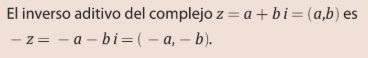 El inverso aditivo del complejo z = a + b i = (a,b) es
− z = − a − b i = ( − a, − b).